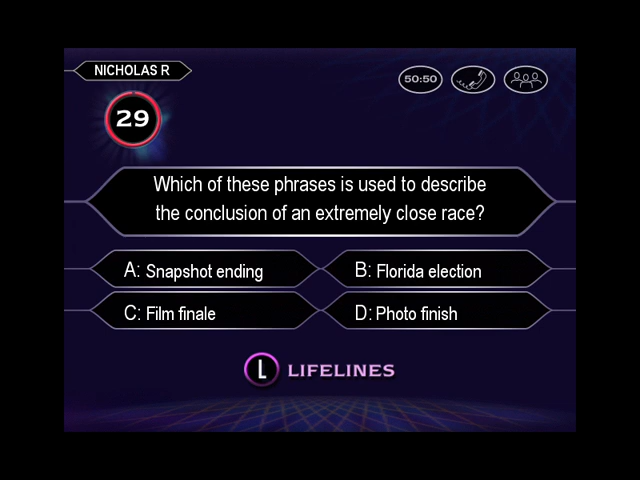 NICHOLAS R
50:50
29
Which of these phrases is used to describe
the conclusion of an extremely close race?
A: Snapshot ending
B: Florida election
C: Film finale
D: Photo finish
L LIFELINES